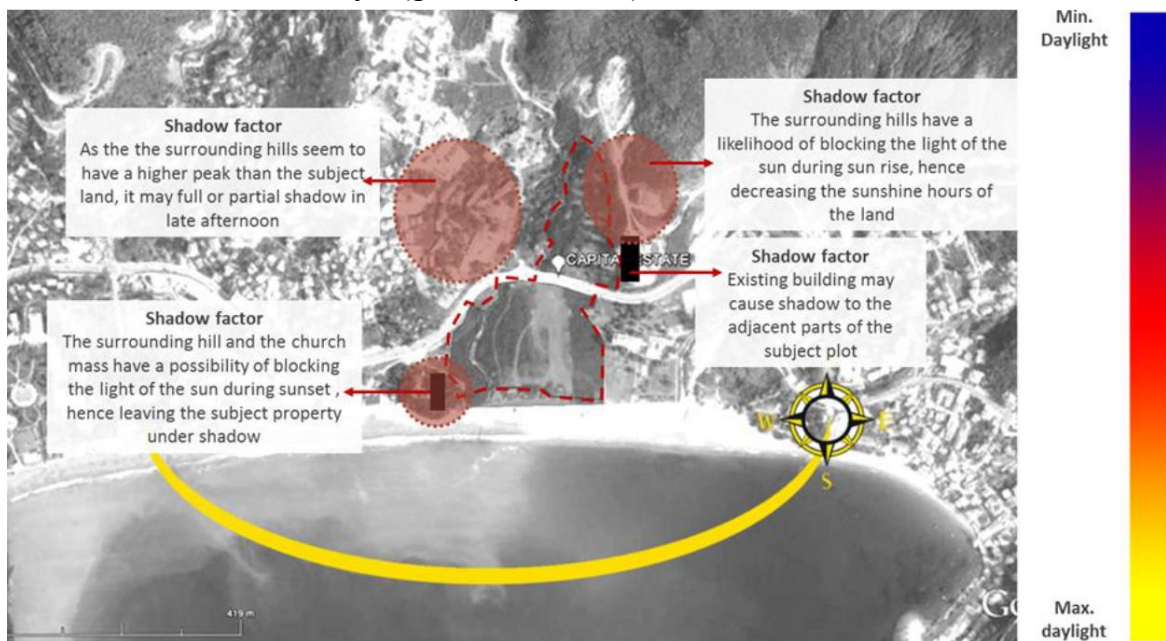 Min.
Daylight
Shadow factor
As the the surrounding hills seem to
have a higher peak than the subject
land, it may full or partial shadow in
late afternoon
Shadow factor
The surrounding hills have a
likelihood of blocking the light of the
sun during sun rise, hence
decreasing the sunshine hours of
the land
Shadow factor
Existing building may
cause shadow to the
adjacent parts of the
subject plot
Shadow factor
The surrounding hill and the church
mass have a possibility of blocking
the light of the sun during sunset ,
hence leaving the subject property
under shadow
W
E
S
419 m
Max.
daylight